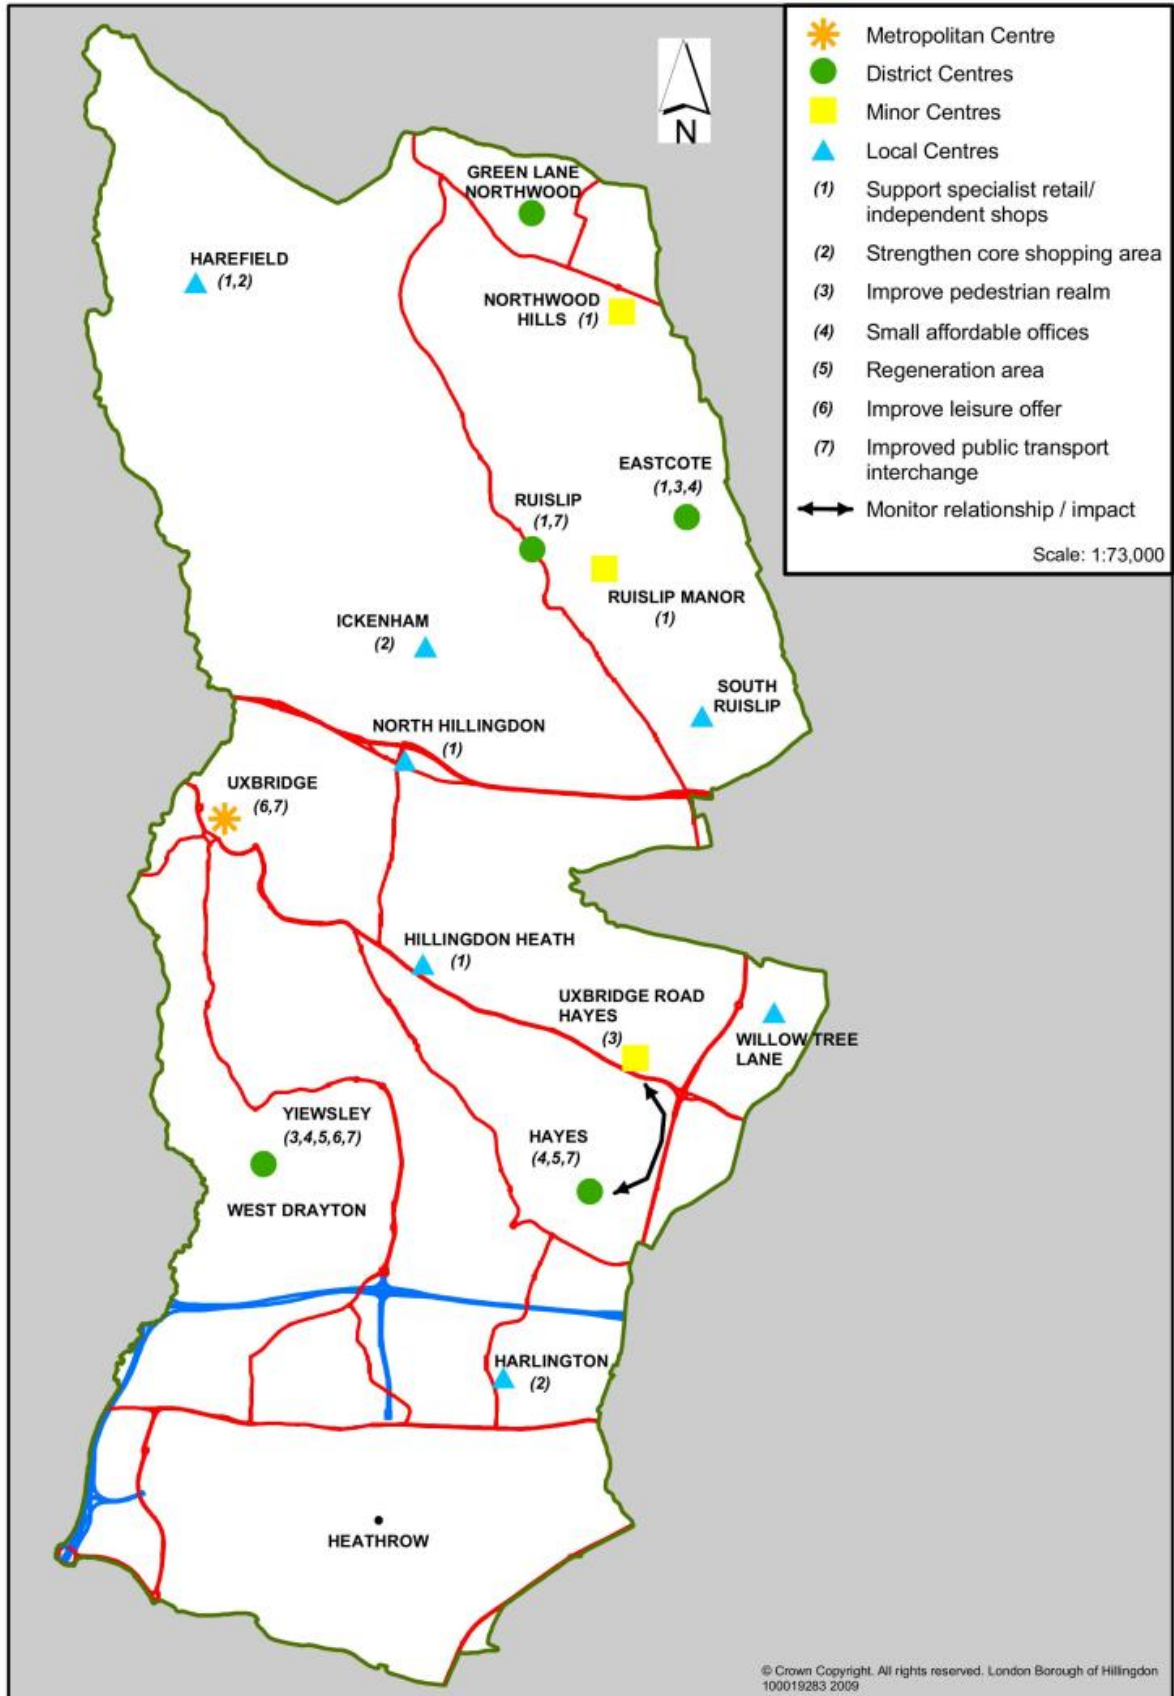 Metropolitan Centre
District Centres
Minor Centres
Local Centres
(1) Support specialist retail/
independent shops
(2) Strengthen core shopping area
(3) Improve pedestrian realm
(4) Small affordable offices
(5) Regeneration area
(6) Improve leisure offer
(7) Improved public transport
interchange
Monitor relationship / impact
Scale: 1:73,000
N
GREEN LANE
NORTHWOOD
HAREFIELD
(1,2)
NORTHWOOD
HILLS (1)
EASTCOTE
(1,3,4)
RUISLIP
(1,7)
RUISLIP MANOR
(1)
ICKENHAM
(2)
SOUTH
RUISLIP
NORTH HILLINGDON
(1)
UXBRIDGE
(6,7)
HILLINGDON HEATH
(1)
UXBRIDGE ROAD
HAYES
(3)
WILLOW TREE
LANE
YIEWSLEY
(3,4,5,6,7)
HAYES
(4,5,7)
WEST DRAYTON
HARLINGTON
(2)
HEATHROW
© Crown Copyright. All rights reserved. London Borough of Hillingdon
100019283 2009